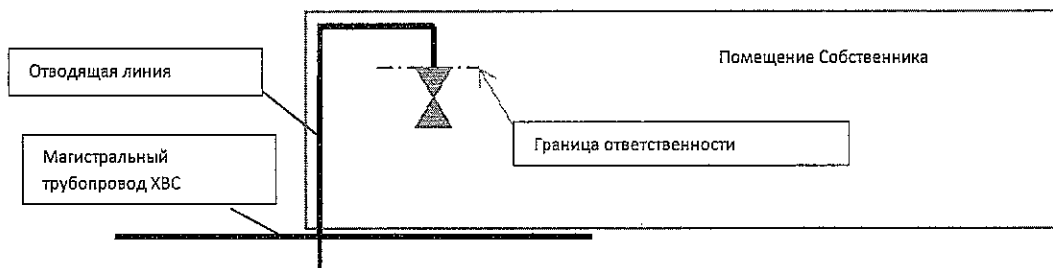 Помещение Собственника
Отводящая линия
Граница ответственности
Магистральный
трубопровод ХВС